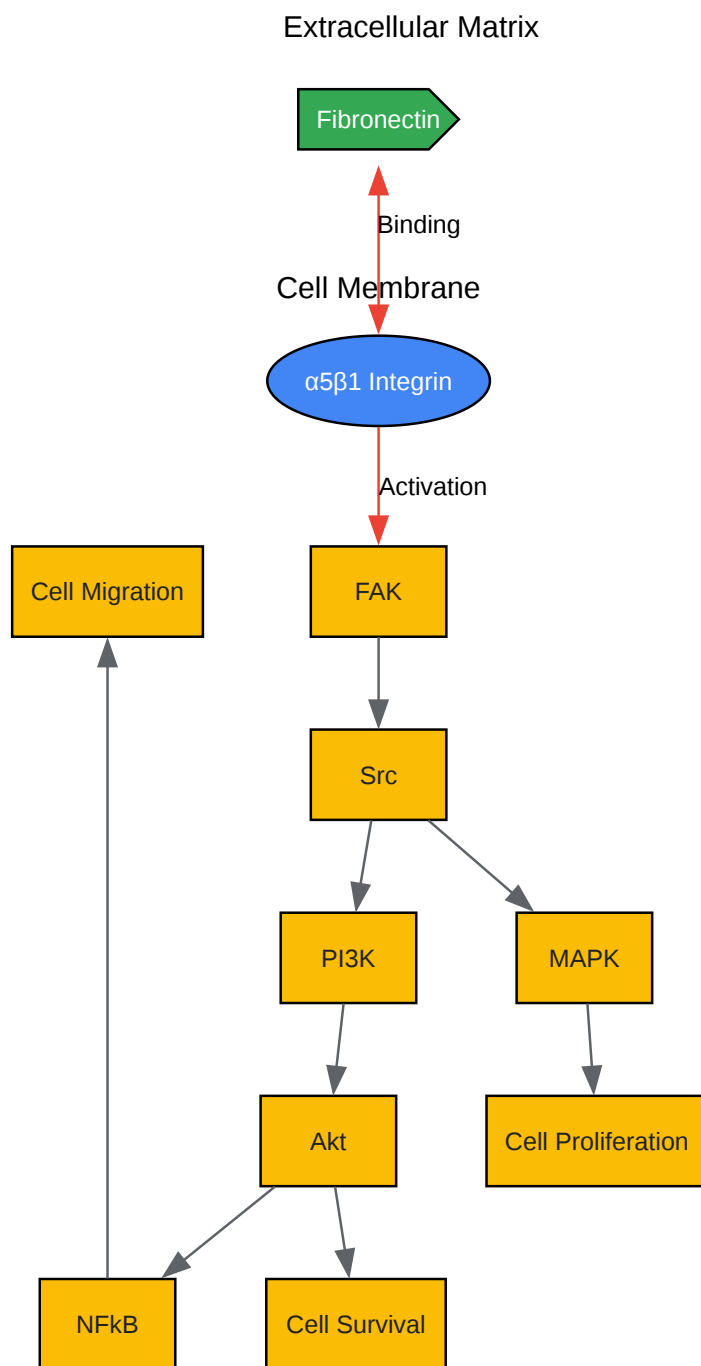 Extracellular Matrix
Fibronectin
Binding
Cell Membrane
α5β1 Integrin
Activation
Cell Migration
FAK
Src
PI3K
MAPK
Akt
Cell Proliferation
NFkB
Cell Survival